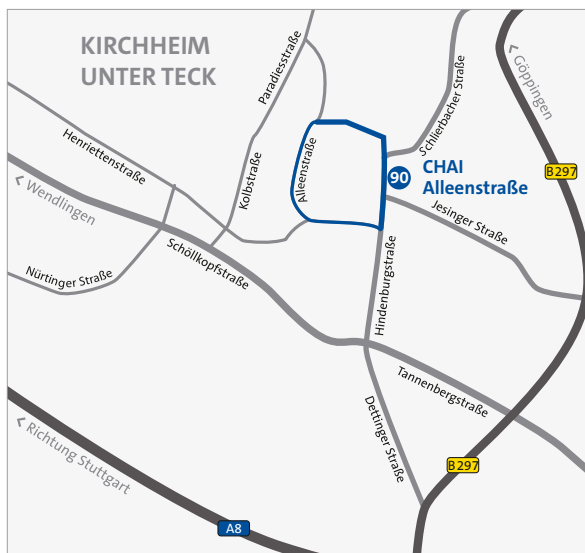 KIRCHHEIM
UNTER TECK
Paradiesstraße
Schlierbacher Straße
< Göppingen
Henriettenstraße
Kolbstraße
Alleenstraße
90
CHAI
Alleenstraße
B297
< Wendlingen
Jesinger Straße
Schöllkopfstraße
Nürtinger Straße
Hindenburgstraße
Tannenbergstraße
Dettinger Straße
< Richtung Stuttgart
B297
A8